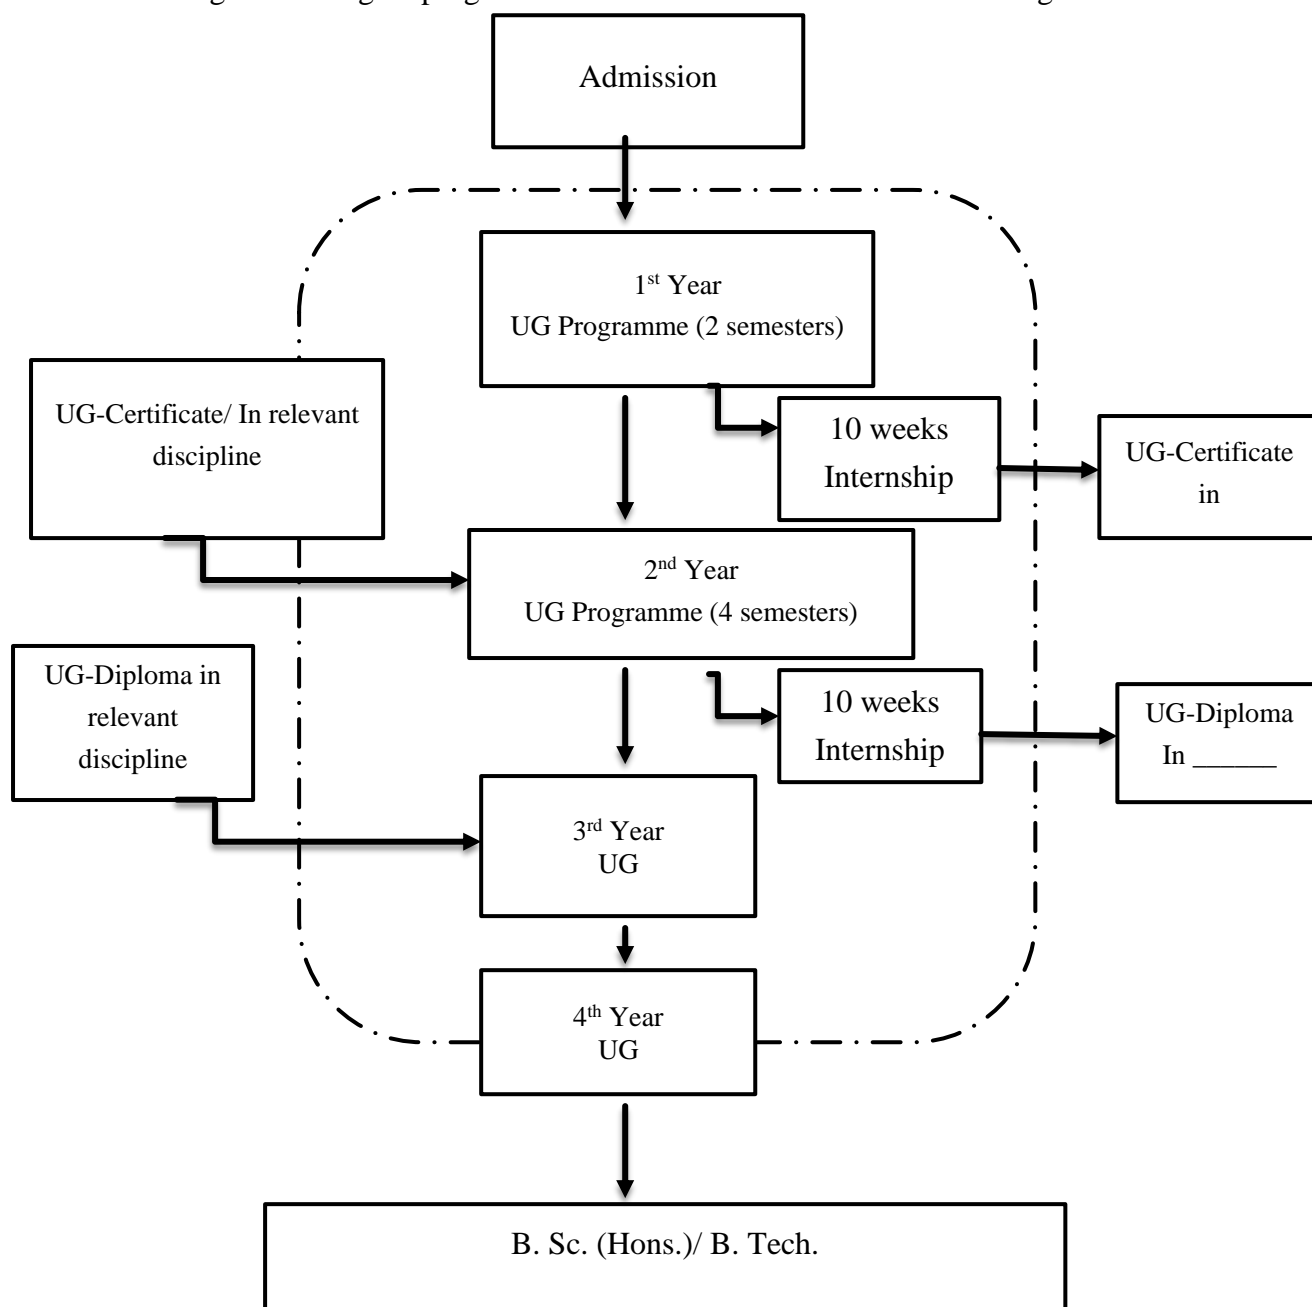 Admission
1st Year
UG Programme (2 semesters)
UG-Certificate/ In relevant
discipline
10 weeks
Internship
UG-Certificate
in
2nd Year
UG Programme (4 semesters)
UG-Diploma in
relevant
discipline
10 weeks
Internship
UG-Diploma
In ______
3rd Year
UG
4th Year
UG
B. Sc. (Hons.)/ B. Tech.